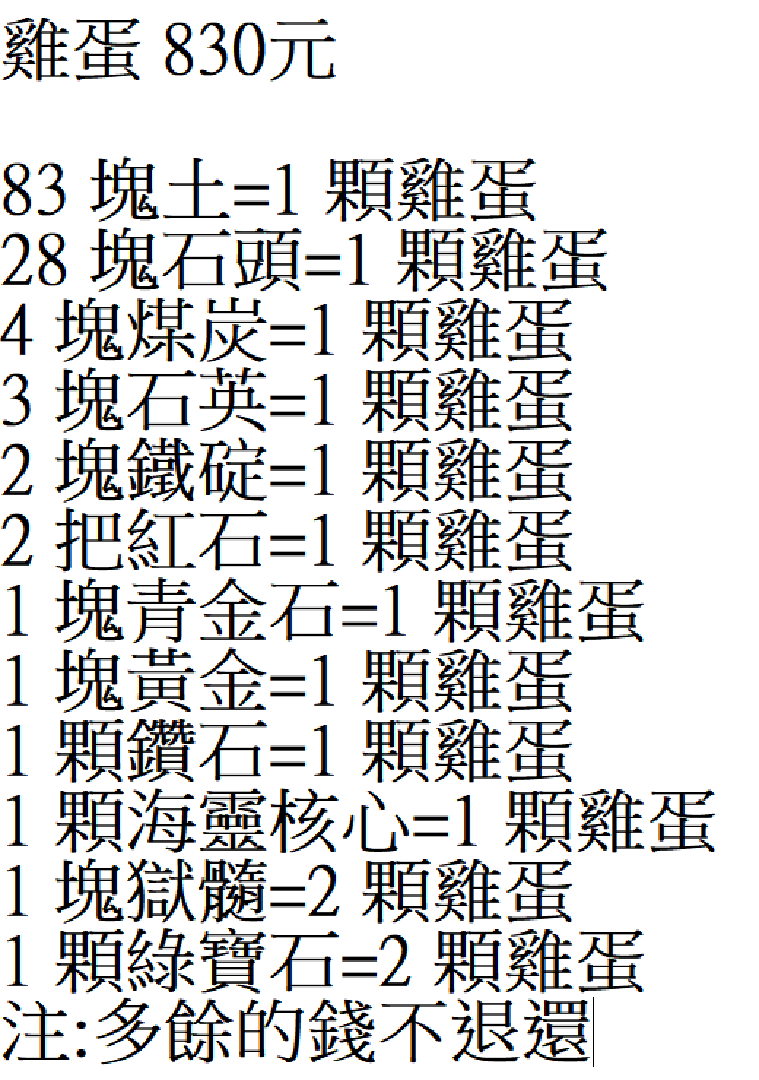 雞蛋 830元
83 塊土=1 顆雞蛋
28 塊石頭=1 顆雞蛋
4 塊煤炭=1 顆雞蛋
3 塊石英=1 顆雞蛋
2 塊鐵碇=1 顆雞蛋
2 把紅石=1 顆雞蛋
1 塊青金石=1 顆雞蛋
1 塊黃金=1 顆雞蛋
1 顆鑽石=1 顆雞蛋
1 顆海靈核心=1 顆雞蛋
1 塊獄髓=2 顆雞蛋
1 顆綠寶石=2 顆雞蛋
注:多餘的錢不退還